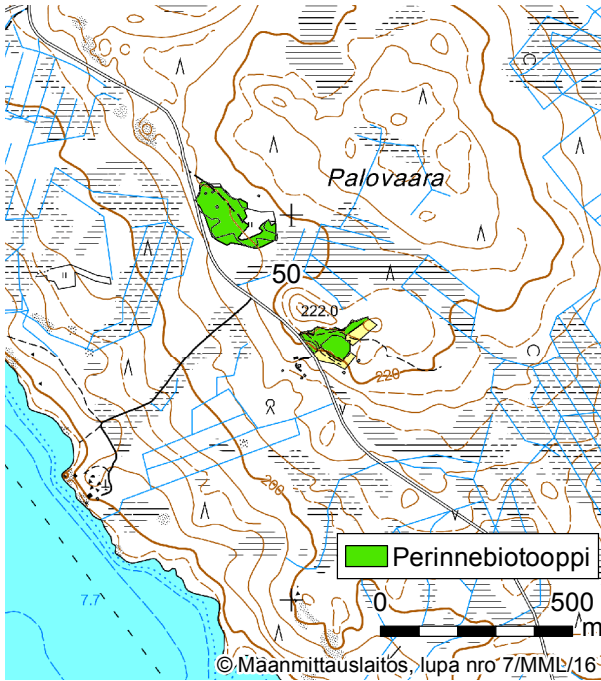 Palovaara
50
222.0
220
200
7.7
Perinnebiotooppi
0 500
m
© Maanmittauslaitos, lupa nro 7/MML/16